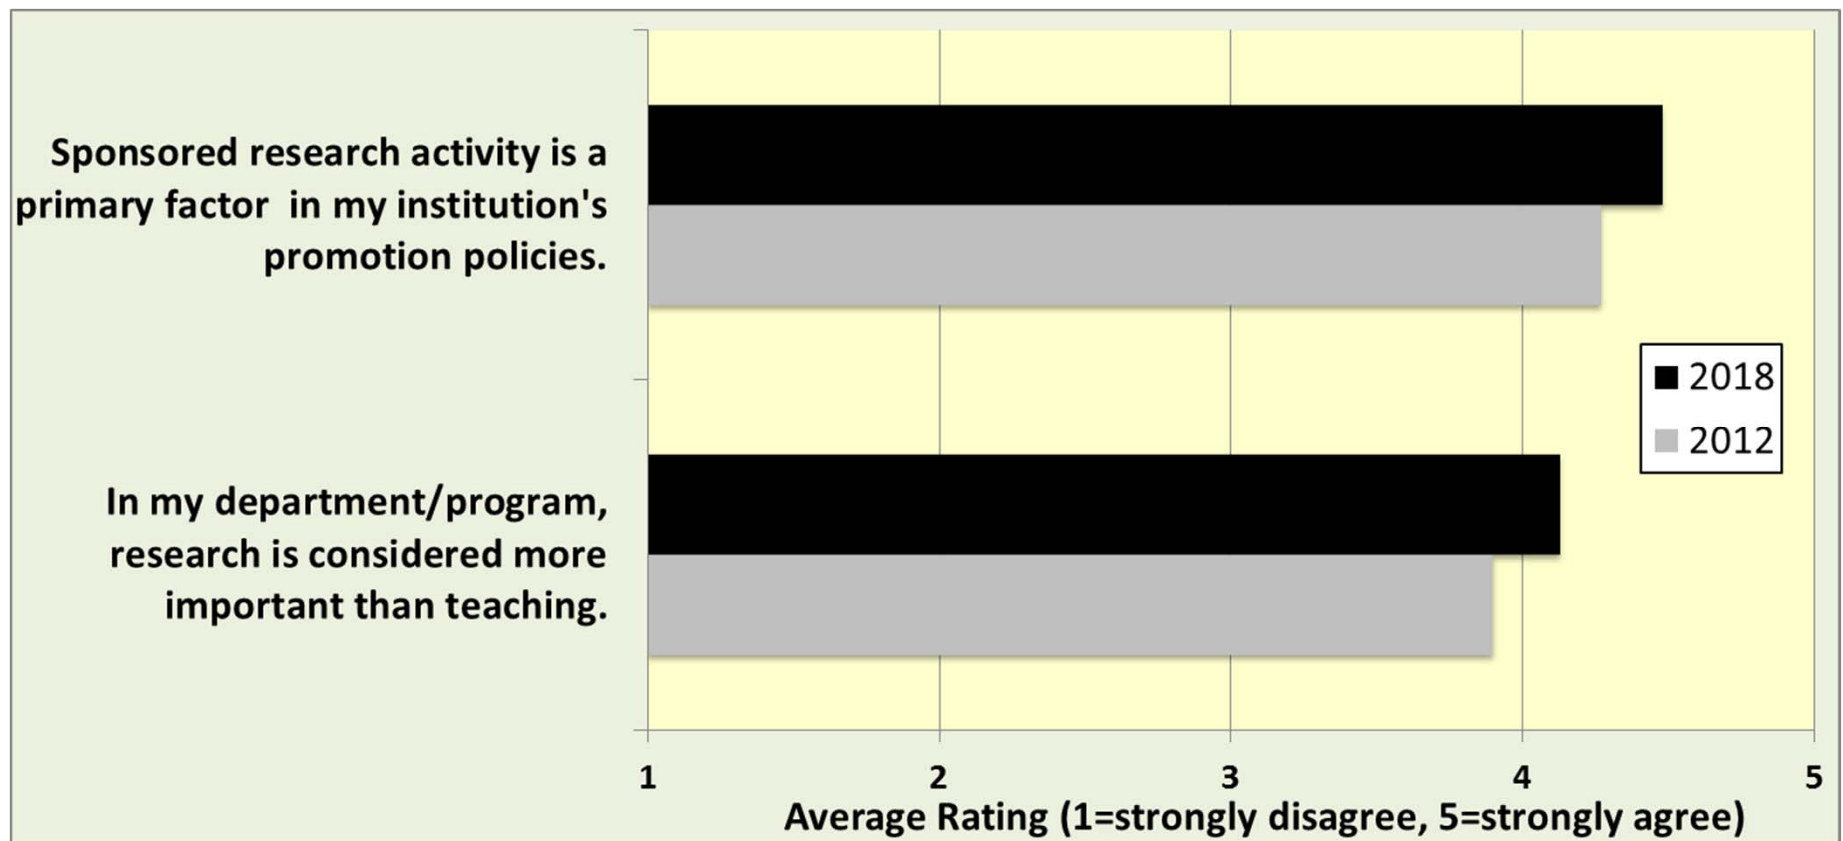 Sponsored research activity is a
primary factor  in my institution's
promotion policies.
In my department/program,
research is considered more
important than teaching.
2018
2012
1 2 3 4 5
Average Rating (1=strongly disagree, 5=strongly agree)